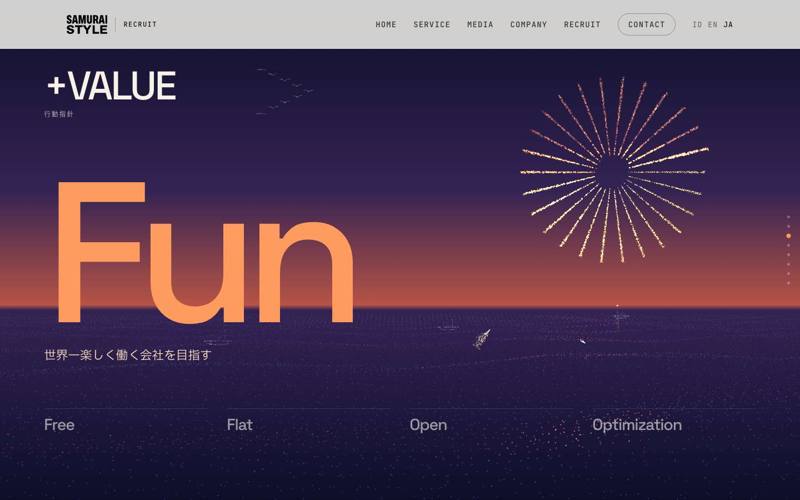 SAMURAI
STYLE
RECRUIT
HOME SERVICE MEDIA COMPANY RECRUIT CONTACT ID EN JA
+VALUE
行動指針
Fun
世界一楽しく働く会社を目指す
Free Flat Open Optimization